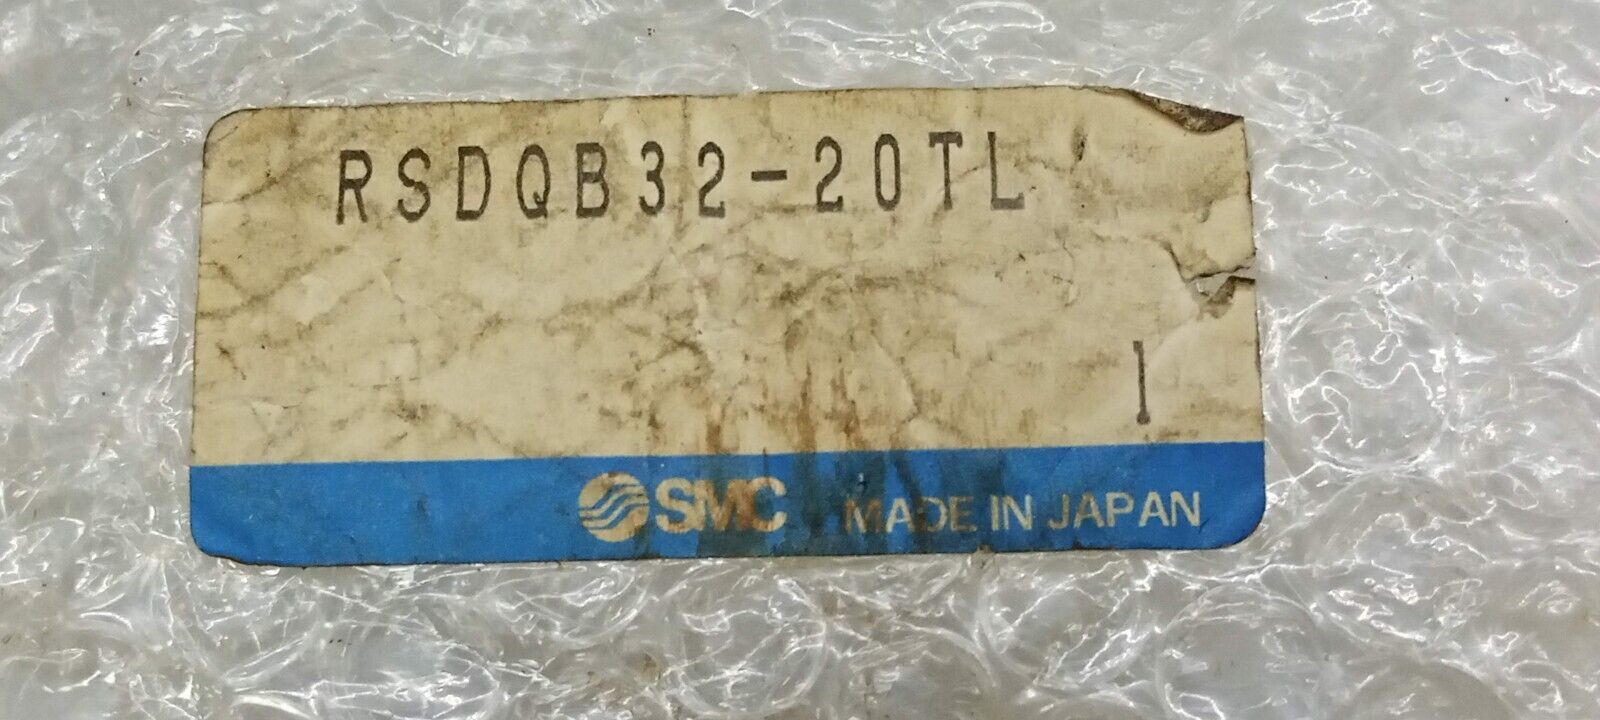 RSDQB32-20TL
1
SMC MADE IN JAPAN